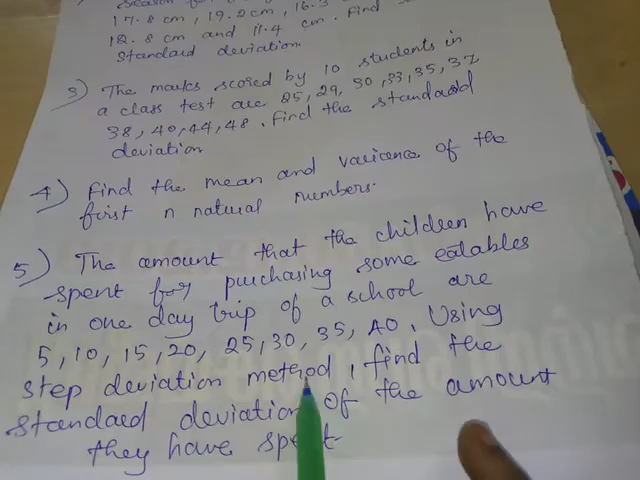 17.8 cm, 19.2 cm, 16.3
12.8 cm and 11.4 cm. Find
Standard deviation
3) The marks scored by 10 students in
a class test are 25, 29, 30, 33, 35, 37
38, 40, 44, 48. Find the standard
deviation
4) Find the mean and variance of the
first n natural numbers.
5) The amount that the children have
spent for purchasing some eatables
in one day trip of a school are
5, 10, 15, 20, 25, 30, 35, 40. Using
step deviation method, find the
standard deviation of the amount
they have spent